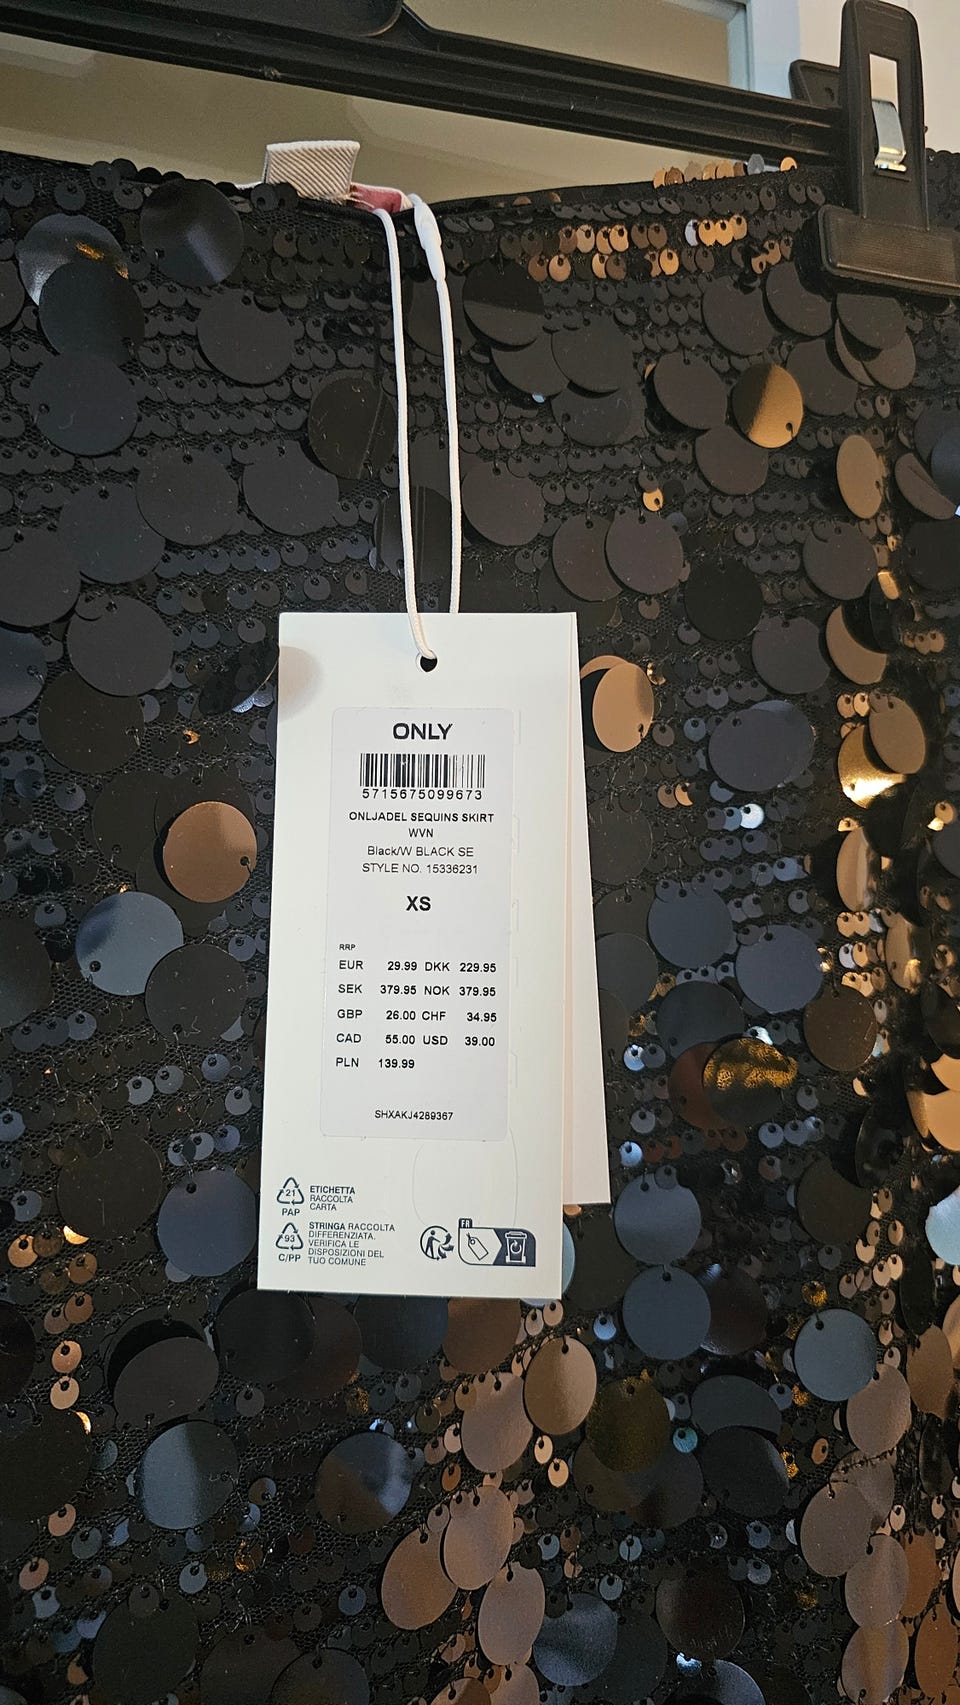 ONLY
5715675099673
ONLJADEL SEQUINS SKIRT
WVN
Black/W BLACK SE
STYLE NO. 15336231
XS
RRP
EUR 29.99 DKK 229.95
SEK 379.95 NOK 379.95
GBP 26.00 CHF 34.95
CAD 55.00 USD 39.00
PLN 139.99
SHXAKJ4289367
21
PAP
ETICHETTA
RACCOLTA
CARTA
93
C/PP
STRINGA RACCOLTA
DIFFERENZIATA.
VERIFICA LE
DISPOSIZIONI DEL
TUO COMUNE
FR